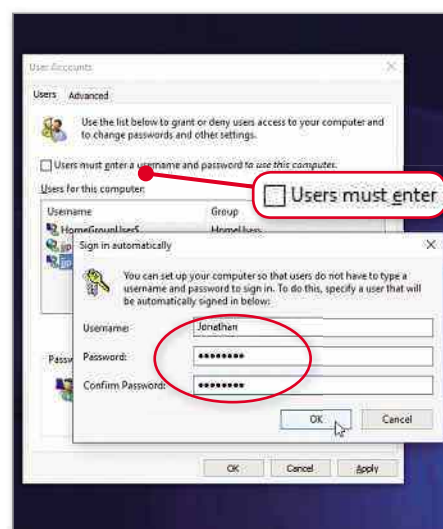 User Accounts
Users Advanced
Use the list below to grant or deny users access to your computer and
to change passwords and other settings.
Users must enter a username and password to use this computer.
Users must enter
Users for this computer:
Username Group
HomeGroupUser$ HomeUsers
Sign in automatically
You can set up your computer so that users do not have to type a
username and password to sign in. To do this, specify a user that will
be automatically signed in below:
Username: Jonathan
Password: ●●●●●●●●
Confirm Password: ●●●●●●●●
OK Cancel
OK Cancel Apply